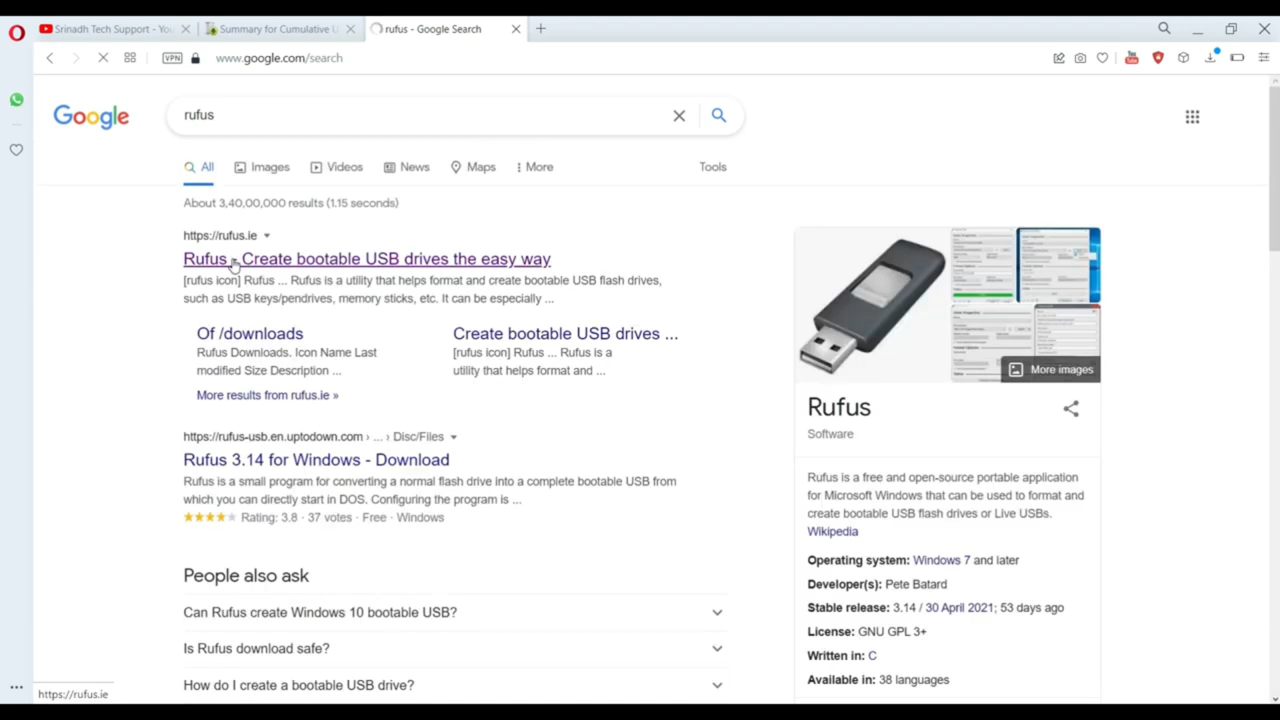 Srinadh Tech Support - Yo
Summary for Cumulative U
rufus - Google Search
VPN
www.google.com/search
Google
rufus
All
Images
Videos
News
Maps
More
Tools
About 3,40,00,000 results (1.15 seconds)
https://rufus.ie
Rufus - Create bootable USB drives the easy way
[rufus icon] Rufus ... Rufus is a utility that helps format and create bootable USB flash drives,
such as USB keys/pendrives, memory sticks, etc. It can be especially ...
Of /downloads
Rufus Downloads. Icon Name Last
modified Size Description ...
Create bootable USB drives ...
[rufus icon] Rufus ... Rufus is a
utility that helps format and ...
More results from rufus.ie »
https://rufus-usb.en.uptodown.com › ... › Disc/Files
Rufus 3.14 for Windows - Download
Rufus is a small program for converting a normal flash drive into a complete bootable USB from
which you can directly start in DOS. Configuring the program is ...
Rating: 3.8 · 37 votes · Free · Windows
People also ask
Can Rufus create Windows 10 bootable USB?
Is Rufus download safe?
How do I create a bootable USB drive?
More images
Rufus
Software
Rufus is a free and open-source portable application
for Microsoft Windows that can be used to format and
create bootable USB flash drives or Live USBs.
Wikipedia
Operating system: Windows 7 and later
Developer(s): Pete Batard
Stable release: 3.14 / 30 April 2021; 53 days ago
License: GNU GPL 3+
Written in: C
Available in: 38 languages
https://rufus.ie